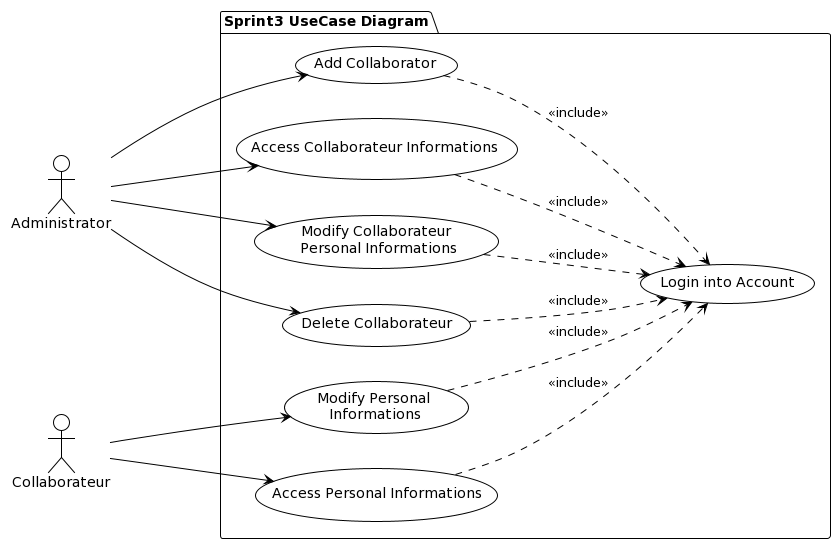 Sprint3 UseCase Diagram
Add Collaborator
«include»
Access Collaborateur Informations
«include»
Administrator
Modify Collaborateur
Personal Informations
«include»
Login into Account
Delete Collaborateur
«include»
«include»
Modify Personal
Informations
«include»
Collaborateur
Access Personal Informations